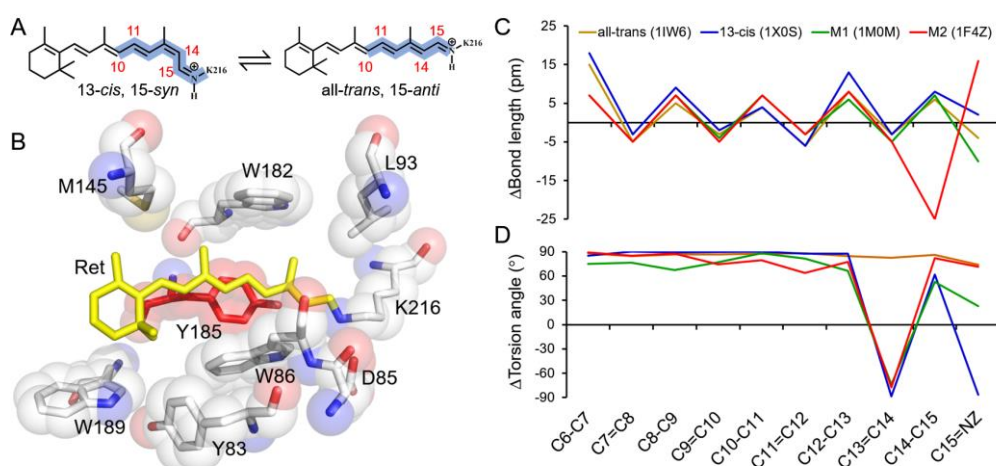 A
11
15
K216
14
10
15
N
H
13-cis, 15-syn
11
15
K216
10
14
N
H
all-trans, 15-anti
B
M145
W182
L93
Ret
K216
Y185
W86
D85
W189
Y83
C
all-trans (1IW6) 13-cis (1X0S) M1 (1M0M) M2 (1F4Z)
ΔBond length (pm)
25
15
5
-5
-15
-25
D
ΔTorsion angle (°)
90
60
30
0
-30
-60
-90
C6-C7
C7=C8
C8-C9
C9=C10
C10-C11
C11=C12
C12-C13
C13=C14
C14-C15
C15=NZ